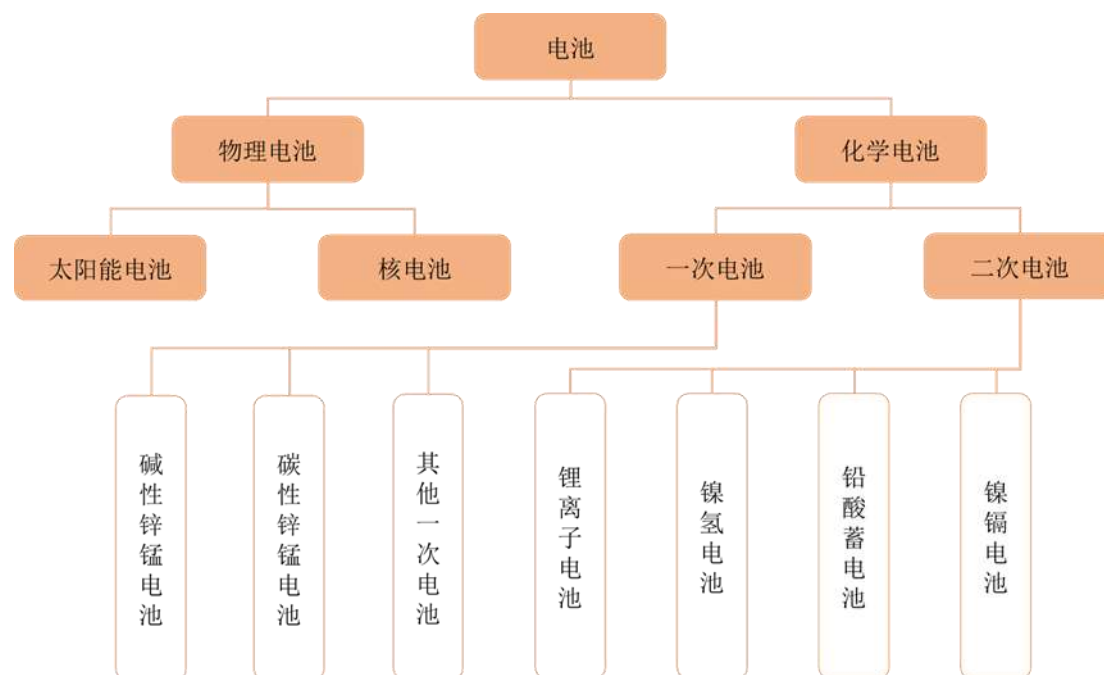 电池
物理电池
化学电池
太阳能电池
核电池
一次电池
二次电池
碱性锌锰电池
碳性锌锰电池
其他一次电池
锂离子电池
镍氢电池
铅酸蓄电池
镍镉电池